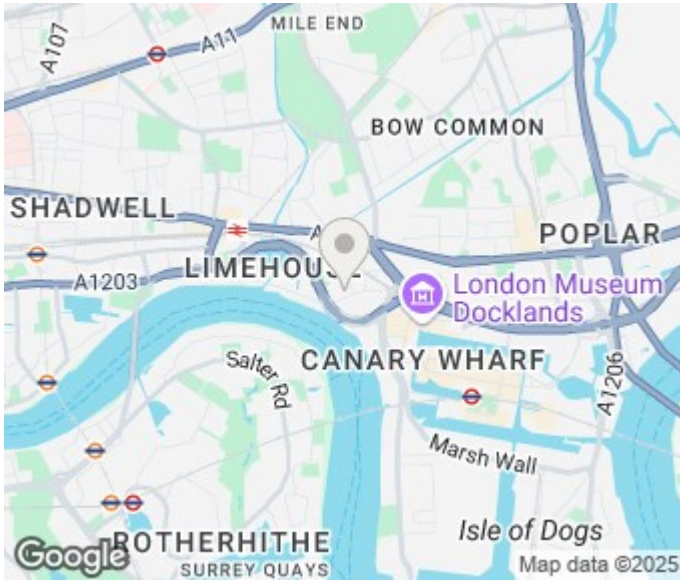 MILE END
A107
A11
BOW COMMON
SHADWELL
POPLAR
LIMEHOUSE
A1203
London Museum
Docklands
CANARY WHARF
Salter Rd
A1206
Marsh Wall
ROTHERHITHE
Isle of Dogs
SURREY QUAYS
Google
Map data ©2025